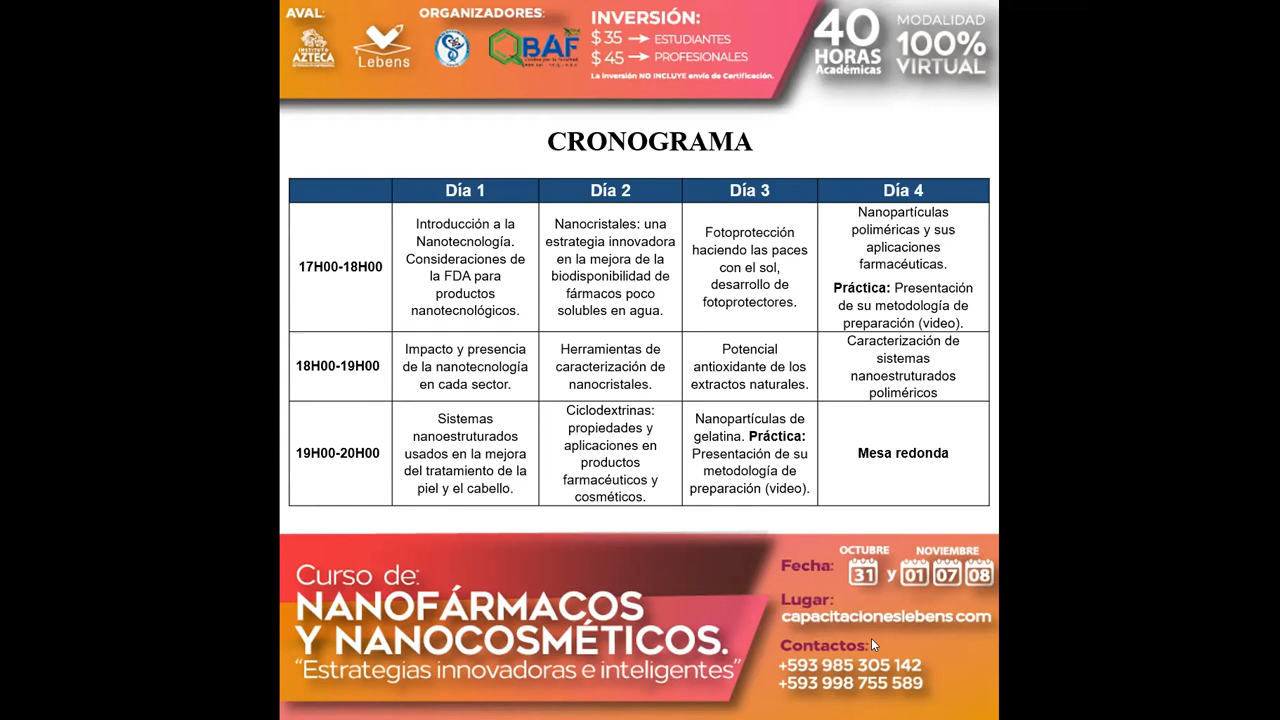 AVAL:
INSTITUTO
AZTECA
Lebens
ORGANIZADORES:
QBAF
INVERSIÓN:
$ 35 → ESTUDIANTES
$ 45 → PROFESIONALES
La inversión NO INCLUYE envío de Certificación.
40
HORAS
Académicas
MODALIDAD
100%
VIRTUAL
CRONOGRAMA
Día 1
Día 2
Día 3
Día 4
17H00-18H00
Introducción a la
Nanotecnología.
Consideraciones de
la FDA para
productos
nanotecnológicos.
Nanocristales: una
estrategia innovadora
en la mejora de la
biodisponibilidad de
fármacos poco
solubles en agua.
Fotoprotección
haciendo las paces
con el sol,
desarrollo de
fotoprotectores.
Nanopartículas
poliméricas y sus
aplicaciones
farmacéuticas.
Práctica: Presentación
de su metodología de
preparación (video).
18H00-19H00
Impacto y presencia
de la nanotecnología
en cada sector.
Herramientas de
caracterización de
nanocristales.
Potencial
antioxidante de los
extractos naturales.
Caracterización de
sistemas
nanoestruturados
poliméricos
19H00-20H00
Sistemas
nanoestruturados
usados en la mejora
del tratamiento de la
piel y el cabello.
Ciclodextrinas:
propiedades y
aplicaciones en
productos
farmacéuticos y
cosméticos.
Nanopartículas de
gelatina. Práctica:
Presentación de su
metodología de
preparación (video).
Mesa redonda
Curso de:
NANOFÁRMACOS
Y NANOCOSMÉTICOS.
“Estrategias innovadoras e inteligentes”
OCTUBRE NOVIEMBRE
Fecha: 31 y 01 07 08
Lugar:
capacitacioneslebens.com
Contactos:
+593 985 305 142
+593 998 755 589